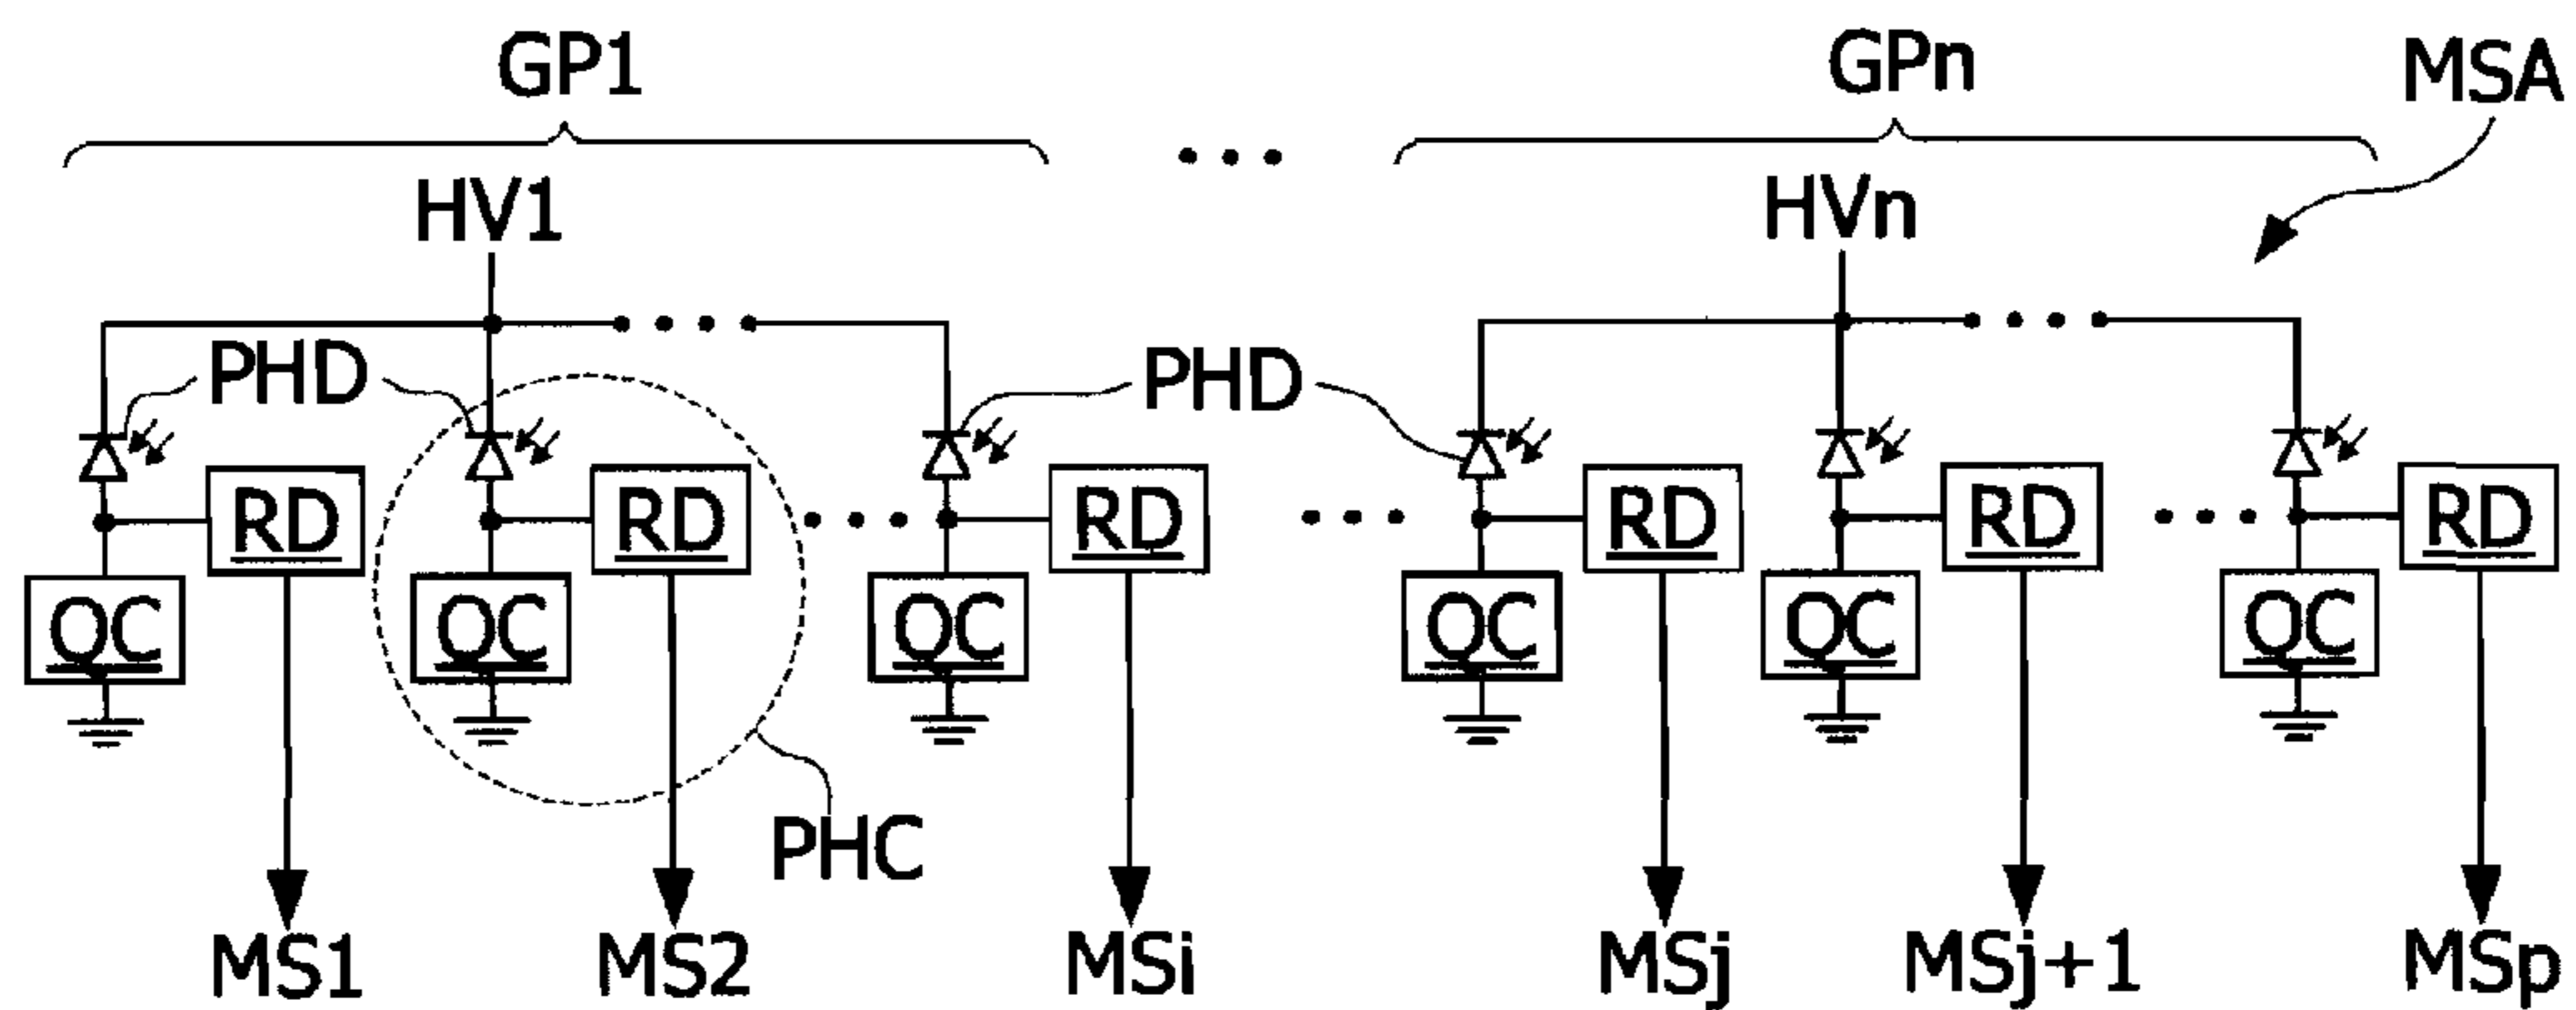 GP1 GPn MSA
HV1 HVn
PHD PHD
RD RD RD RD RD RD
QC QC QC QC QC QC
PHC
MS1 MS2 MSi MSj MSj+1 MSp